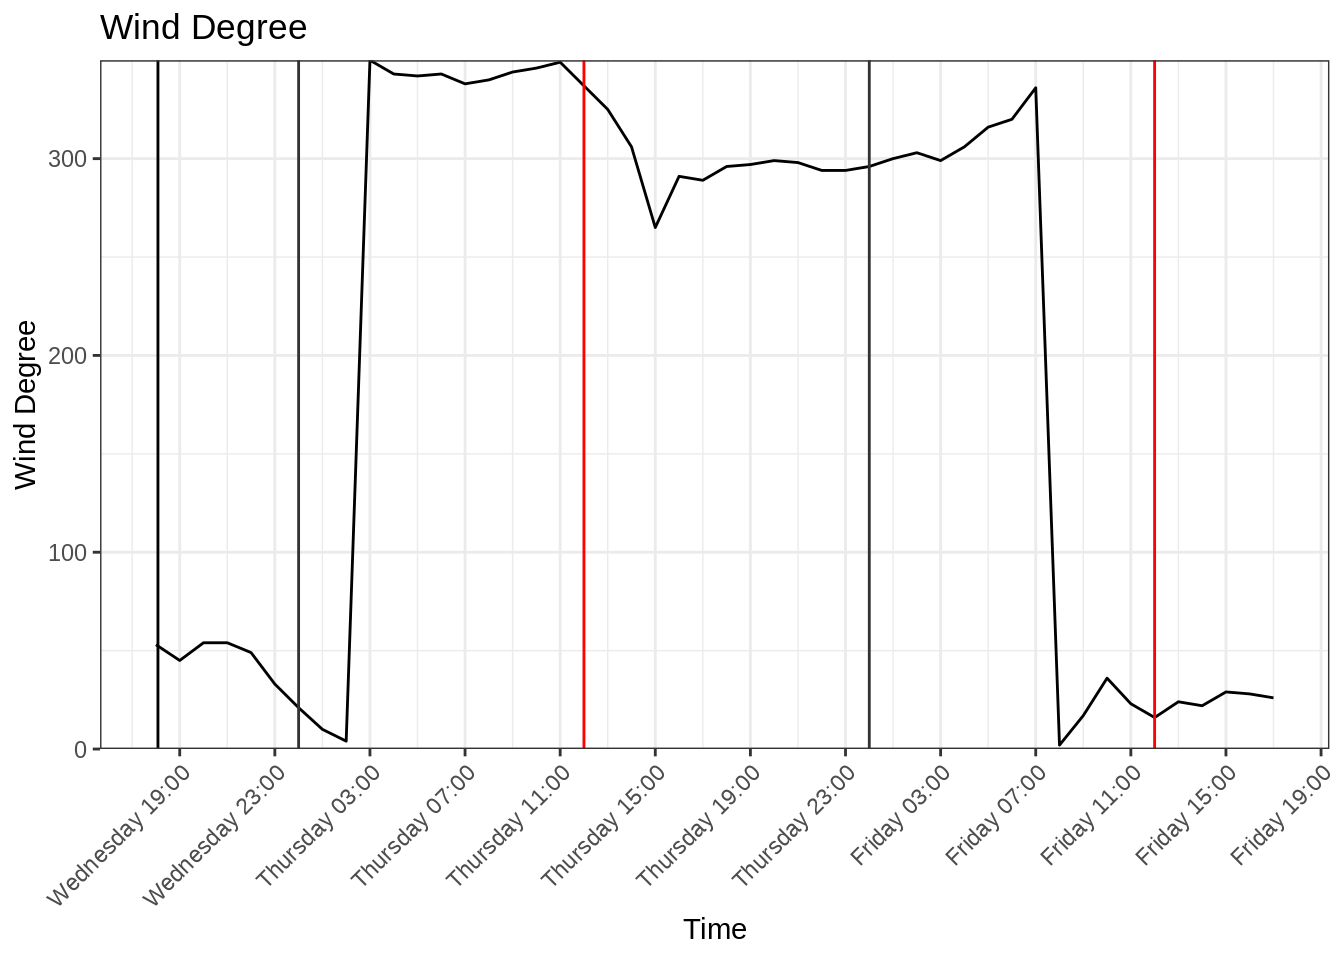 Wind Degree
Wind Degree
300
200
100
0
Wednesday 19:00
Wednesday 23:00
Thursday 03:00
Thursday 07:00
Thursday 11:00
Thursday 15:00
Thursday 19:00
Thursday 23:00
Friday 03:00
Friday 07:00
Friday 11:00
Friday 15:00
Friday 19:00
Time